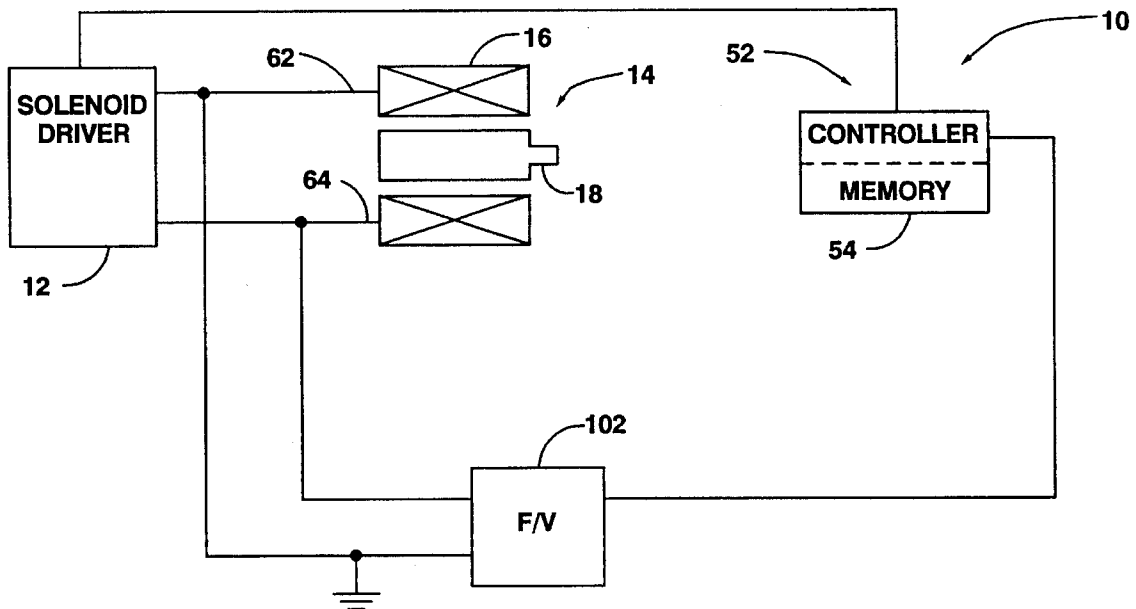 10
16
62
52
14
SOLENOID
DRIVER
CONTROLLER
MEMORY
18
64
54
12
102
F/V